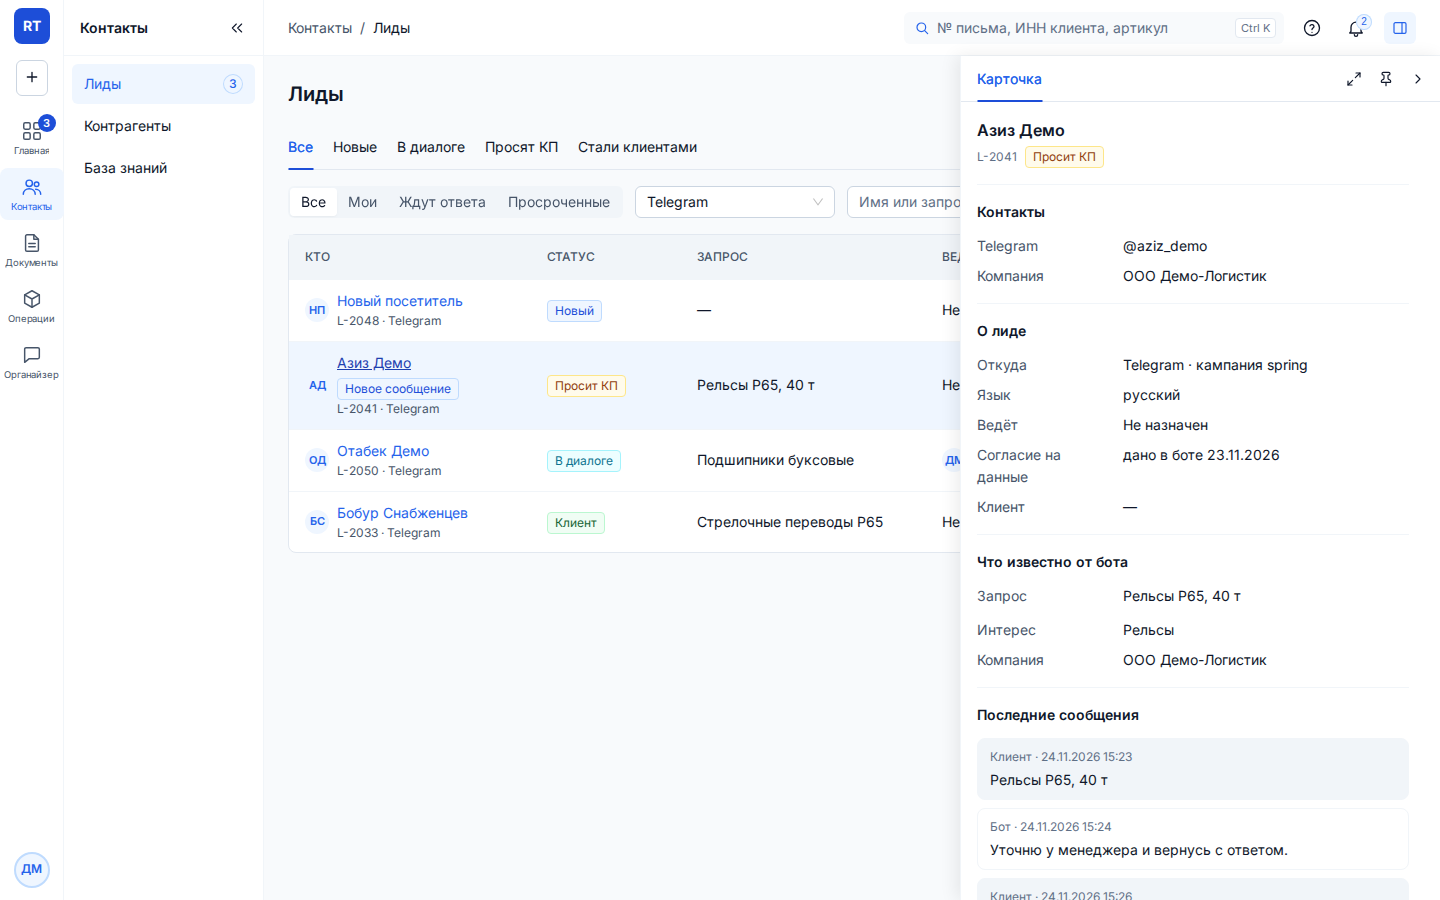 RT
3
Главная
Контакты
Документы
Операции
Органайзер
ДМ
Контакты
Лиды 3
Контрагенты
База знаний
Контакты / Лиды
№ письма, ИНН клиента, артикул Ctrl K
2
Лиды
Все Новые В диалоге Просят КП Стали клиентами
Все Мои Ждут ответа Просроченные Telegram Имя или запро
КТО СТАТУС ЗАПРОС ВЕД
НП Новый посетитель Новый — Не
L-2048 · Telegram
АД Азиз Демо Просит КП Рельсы Р65, 40 т Не
Новое сообщение
L-2041 · Telegram
ОД Отабек Демо В диалоге Подшипники буксовые ДМ
L-2050 · Telegram
БС Бобур Снабженцев Клиент Стрелочные переводы Р65 Не
L-2033 · Telegram
Карточка
Азиз Демо
L-2041 Просит КП
Контакты
Telegram @aziz_demo
Компания ООО Демо-Логистик
О лиде
Откуда Telegram · кампания spring
Язык русский
Ведёт Не назначен
Согласие на данные дано в боте 23.11.2026
Клиент —
Что известно от бота
Запрос Рельсы Р65, 40 т
Интерес Рельсы
Компания ООО Демо-Логистик
Последние сообщения
Клиент · 24.11.2026 15:23
Рельсы Р65, 40 т
Бот · 24.11.2026 15:24
Уточню у менеджера и вернусь с ответом.
Клиент · 24.11.2026 15:26